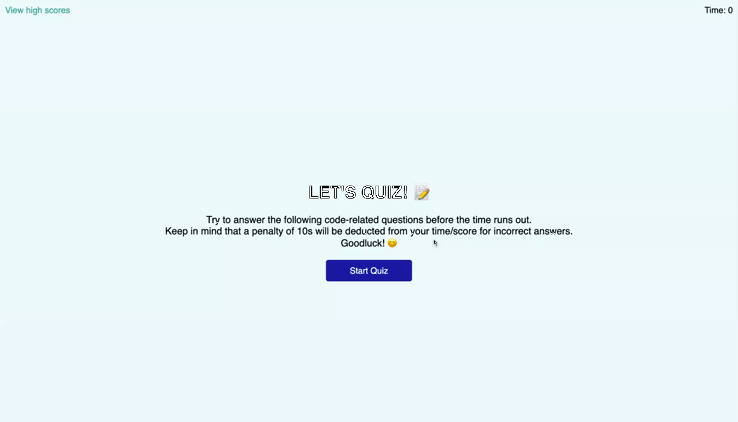 View high scores
Time: 0
LET'S QUIZ! 📝
Try to answer the following code-related questions before the time runs out.
Keep in mind that a penalty of 10s will be deducted from your time/score for incorrect answers.
Goodluck! 😊
Start Quiz